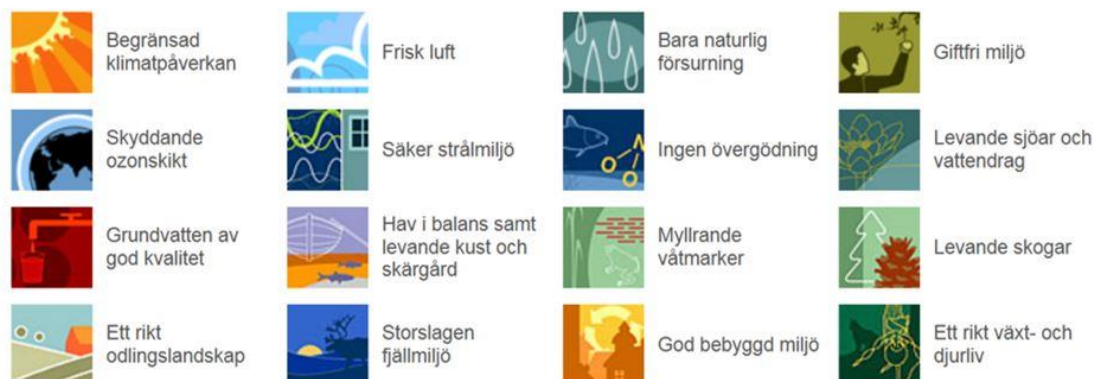 Begränsad
klimatpåverkan
Frisk luft
Bara naturlig
försurning
Giftfri miljö
Skyddande
ozonskikt
Säker strålmiljö
Ingen övergödning
Levande sjöar och
vattendrag
Grundvatten av
god kvalitet
Hav i balans samt
levande kust och
skärgård
Myllrande
våtmarker
Levande skogar
Ett rikt
odlingslandskap
Storslagen
fjällmiljö
God bebyggd miljö
Ett rikt växt- och
djurliv